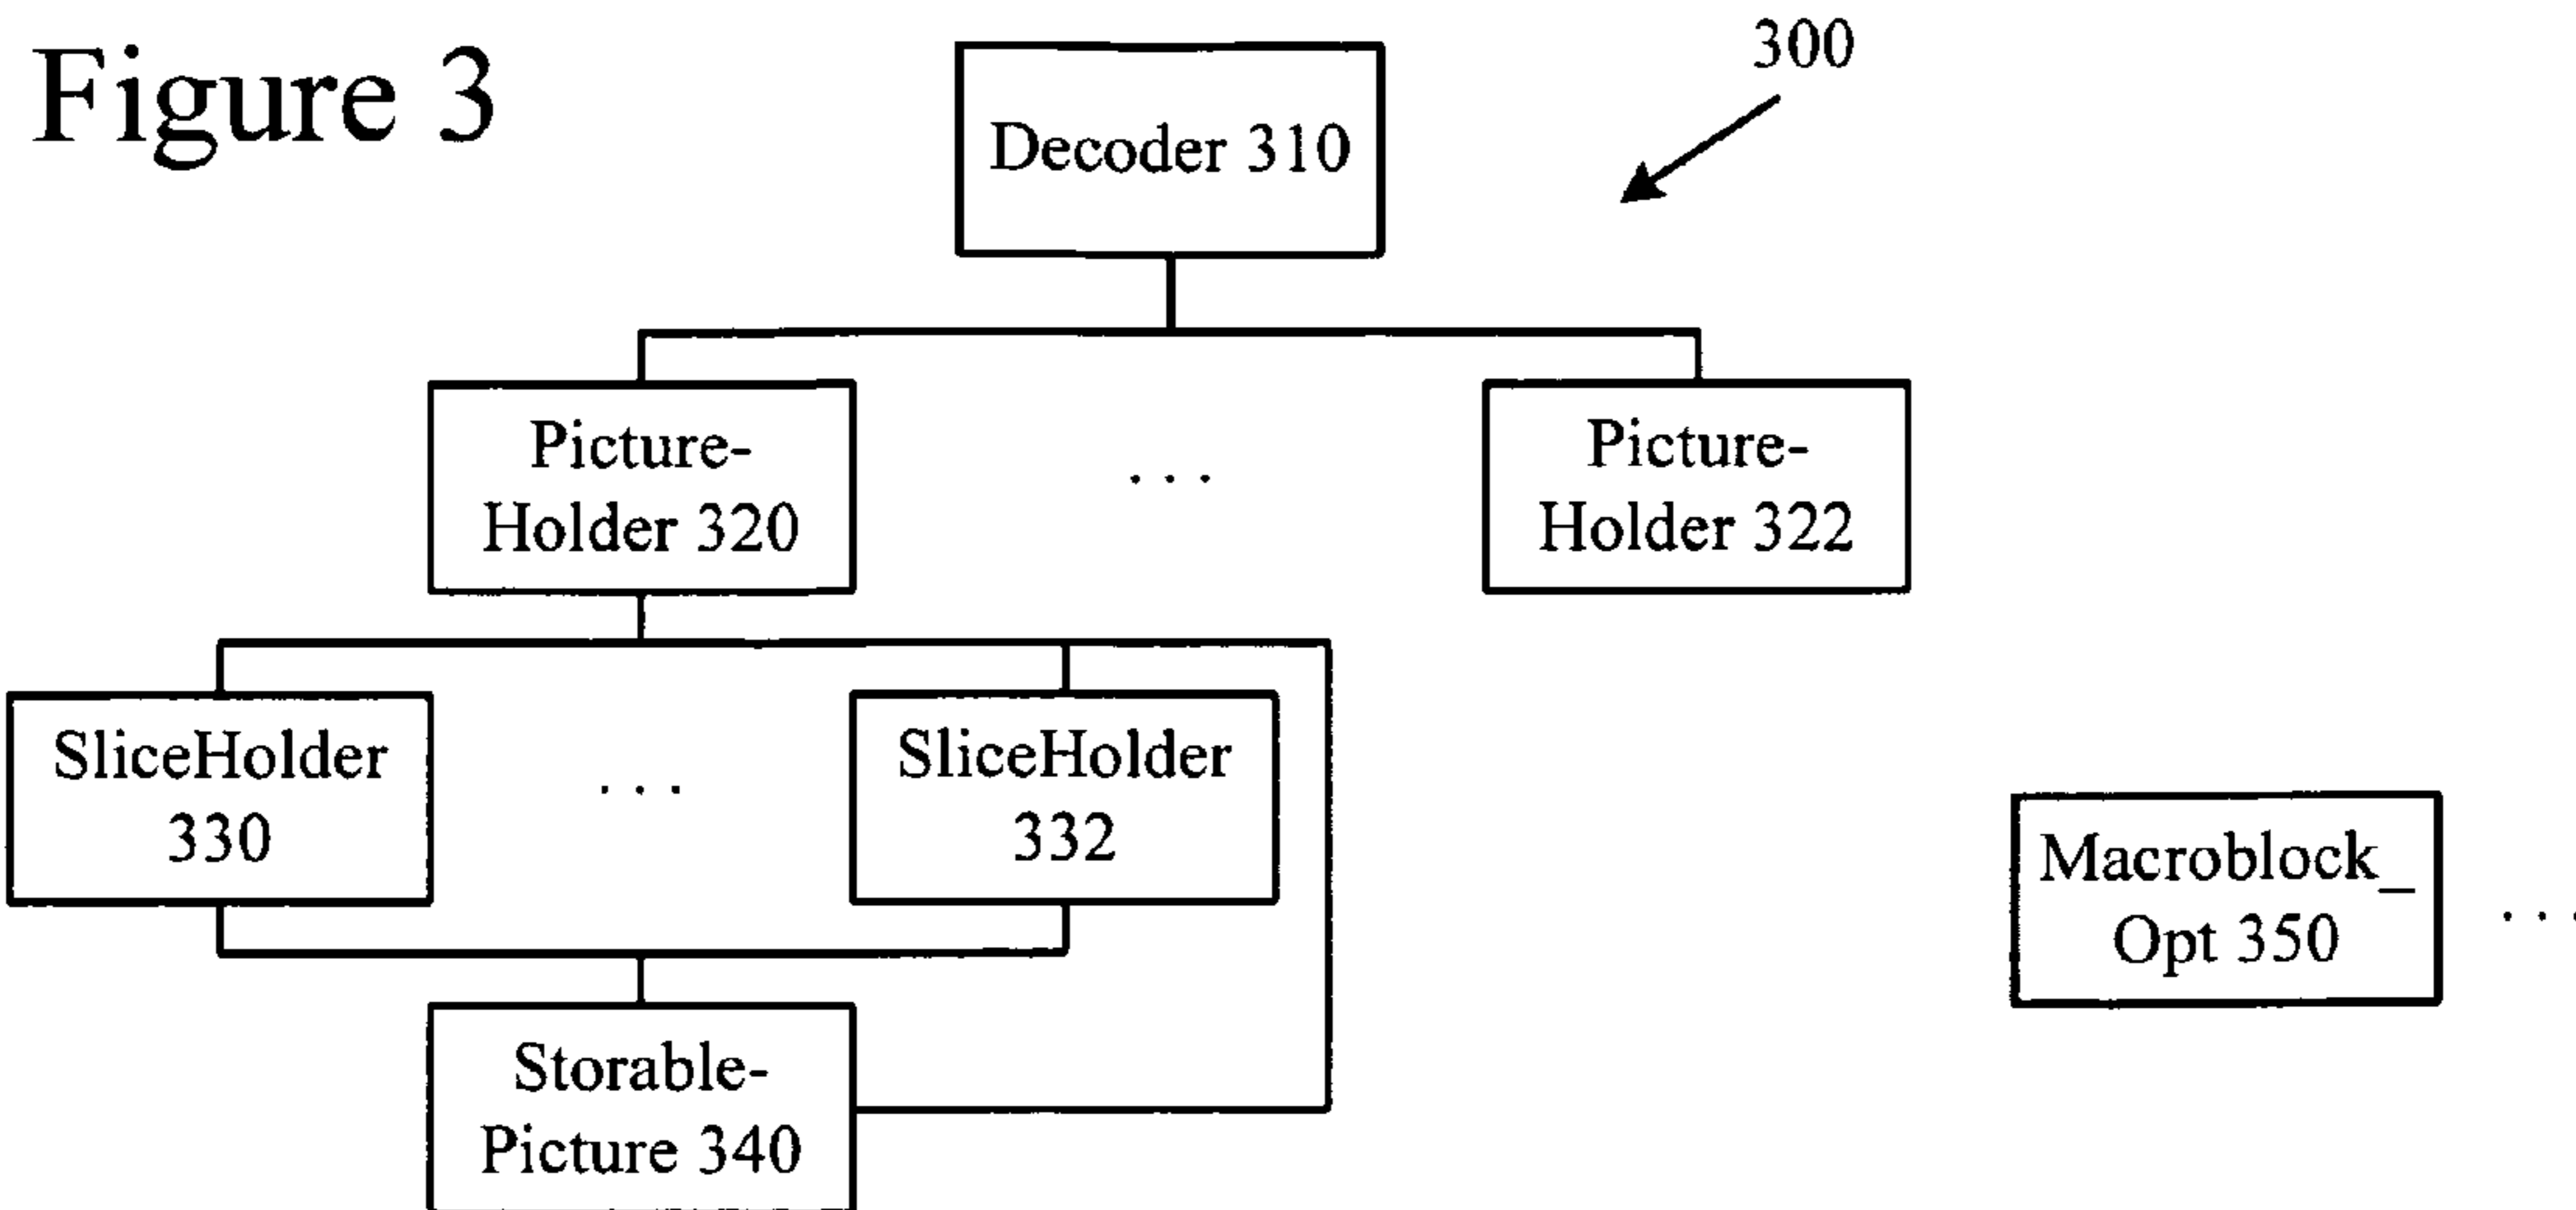 Figure 3
300
Decoder 310
Picture-
Holder 320
. . .
Picture-
Holder 322
SliceHolder
330
. . .
SliceHolder
332
Macroblock_
Opt 350
. . .
Storable-
Picture 340